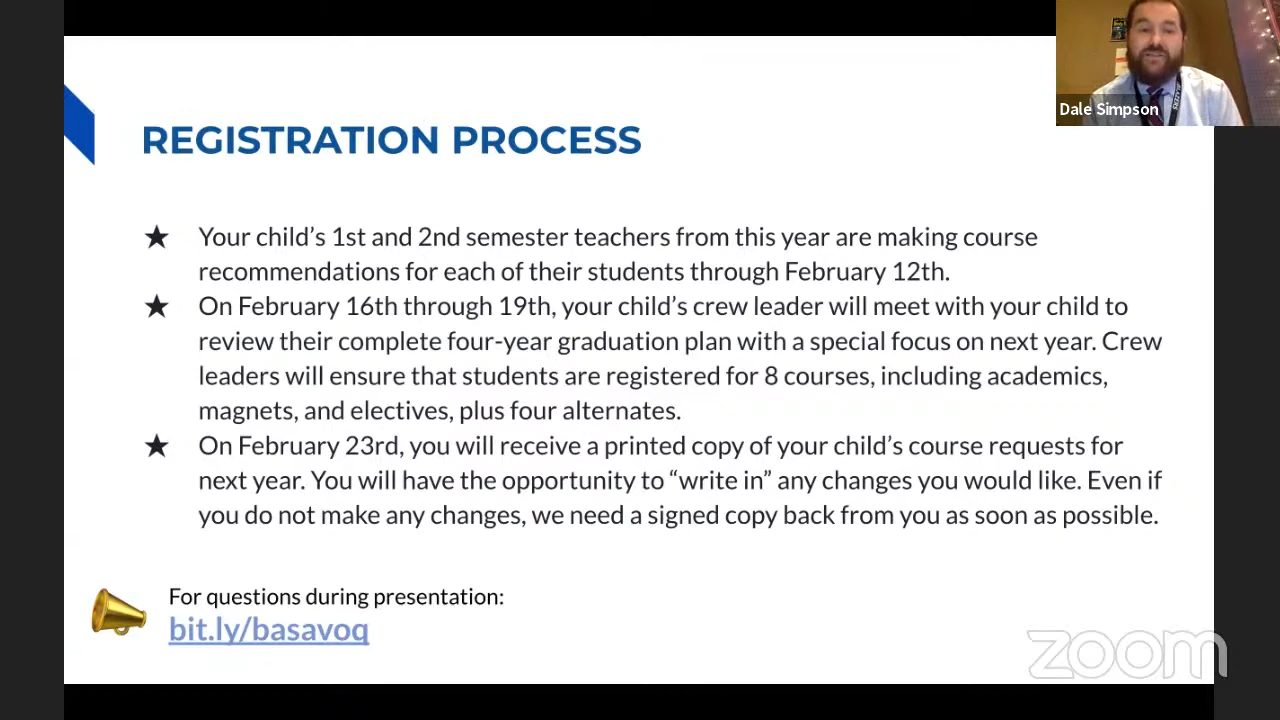 Dale Simpson
REGISTRATION PROCESS
★ Your child’s 1st and 2nd semester teachers from this year are making course
recommendations for each of their students through February 12th.
★ On February 16th through 19th, your child’s crew leader will meet with your child to
review their complete four-year graduation plan with a special focus on next year. Crew
leaders will ensure that students are registered for 8 courses, including academics,
magnets, and electives, plus four alternates.
★ On February 23rd, you will receive a printed copy of your child’s course requests for
next year. You will have the opportunity to “write in” any changes you would like. Even if
you do not make any changes, we need a signed copy back from you as soon as possible.
For questions during presentation:
bit.ly/basavoq
zoom